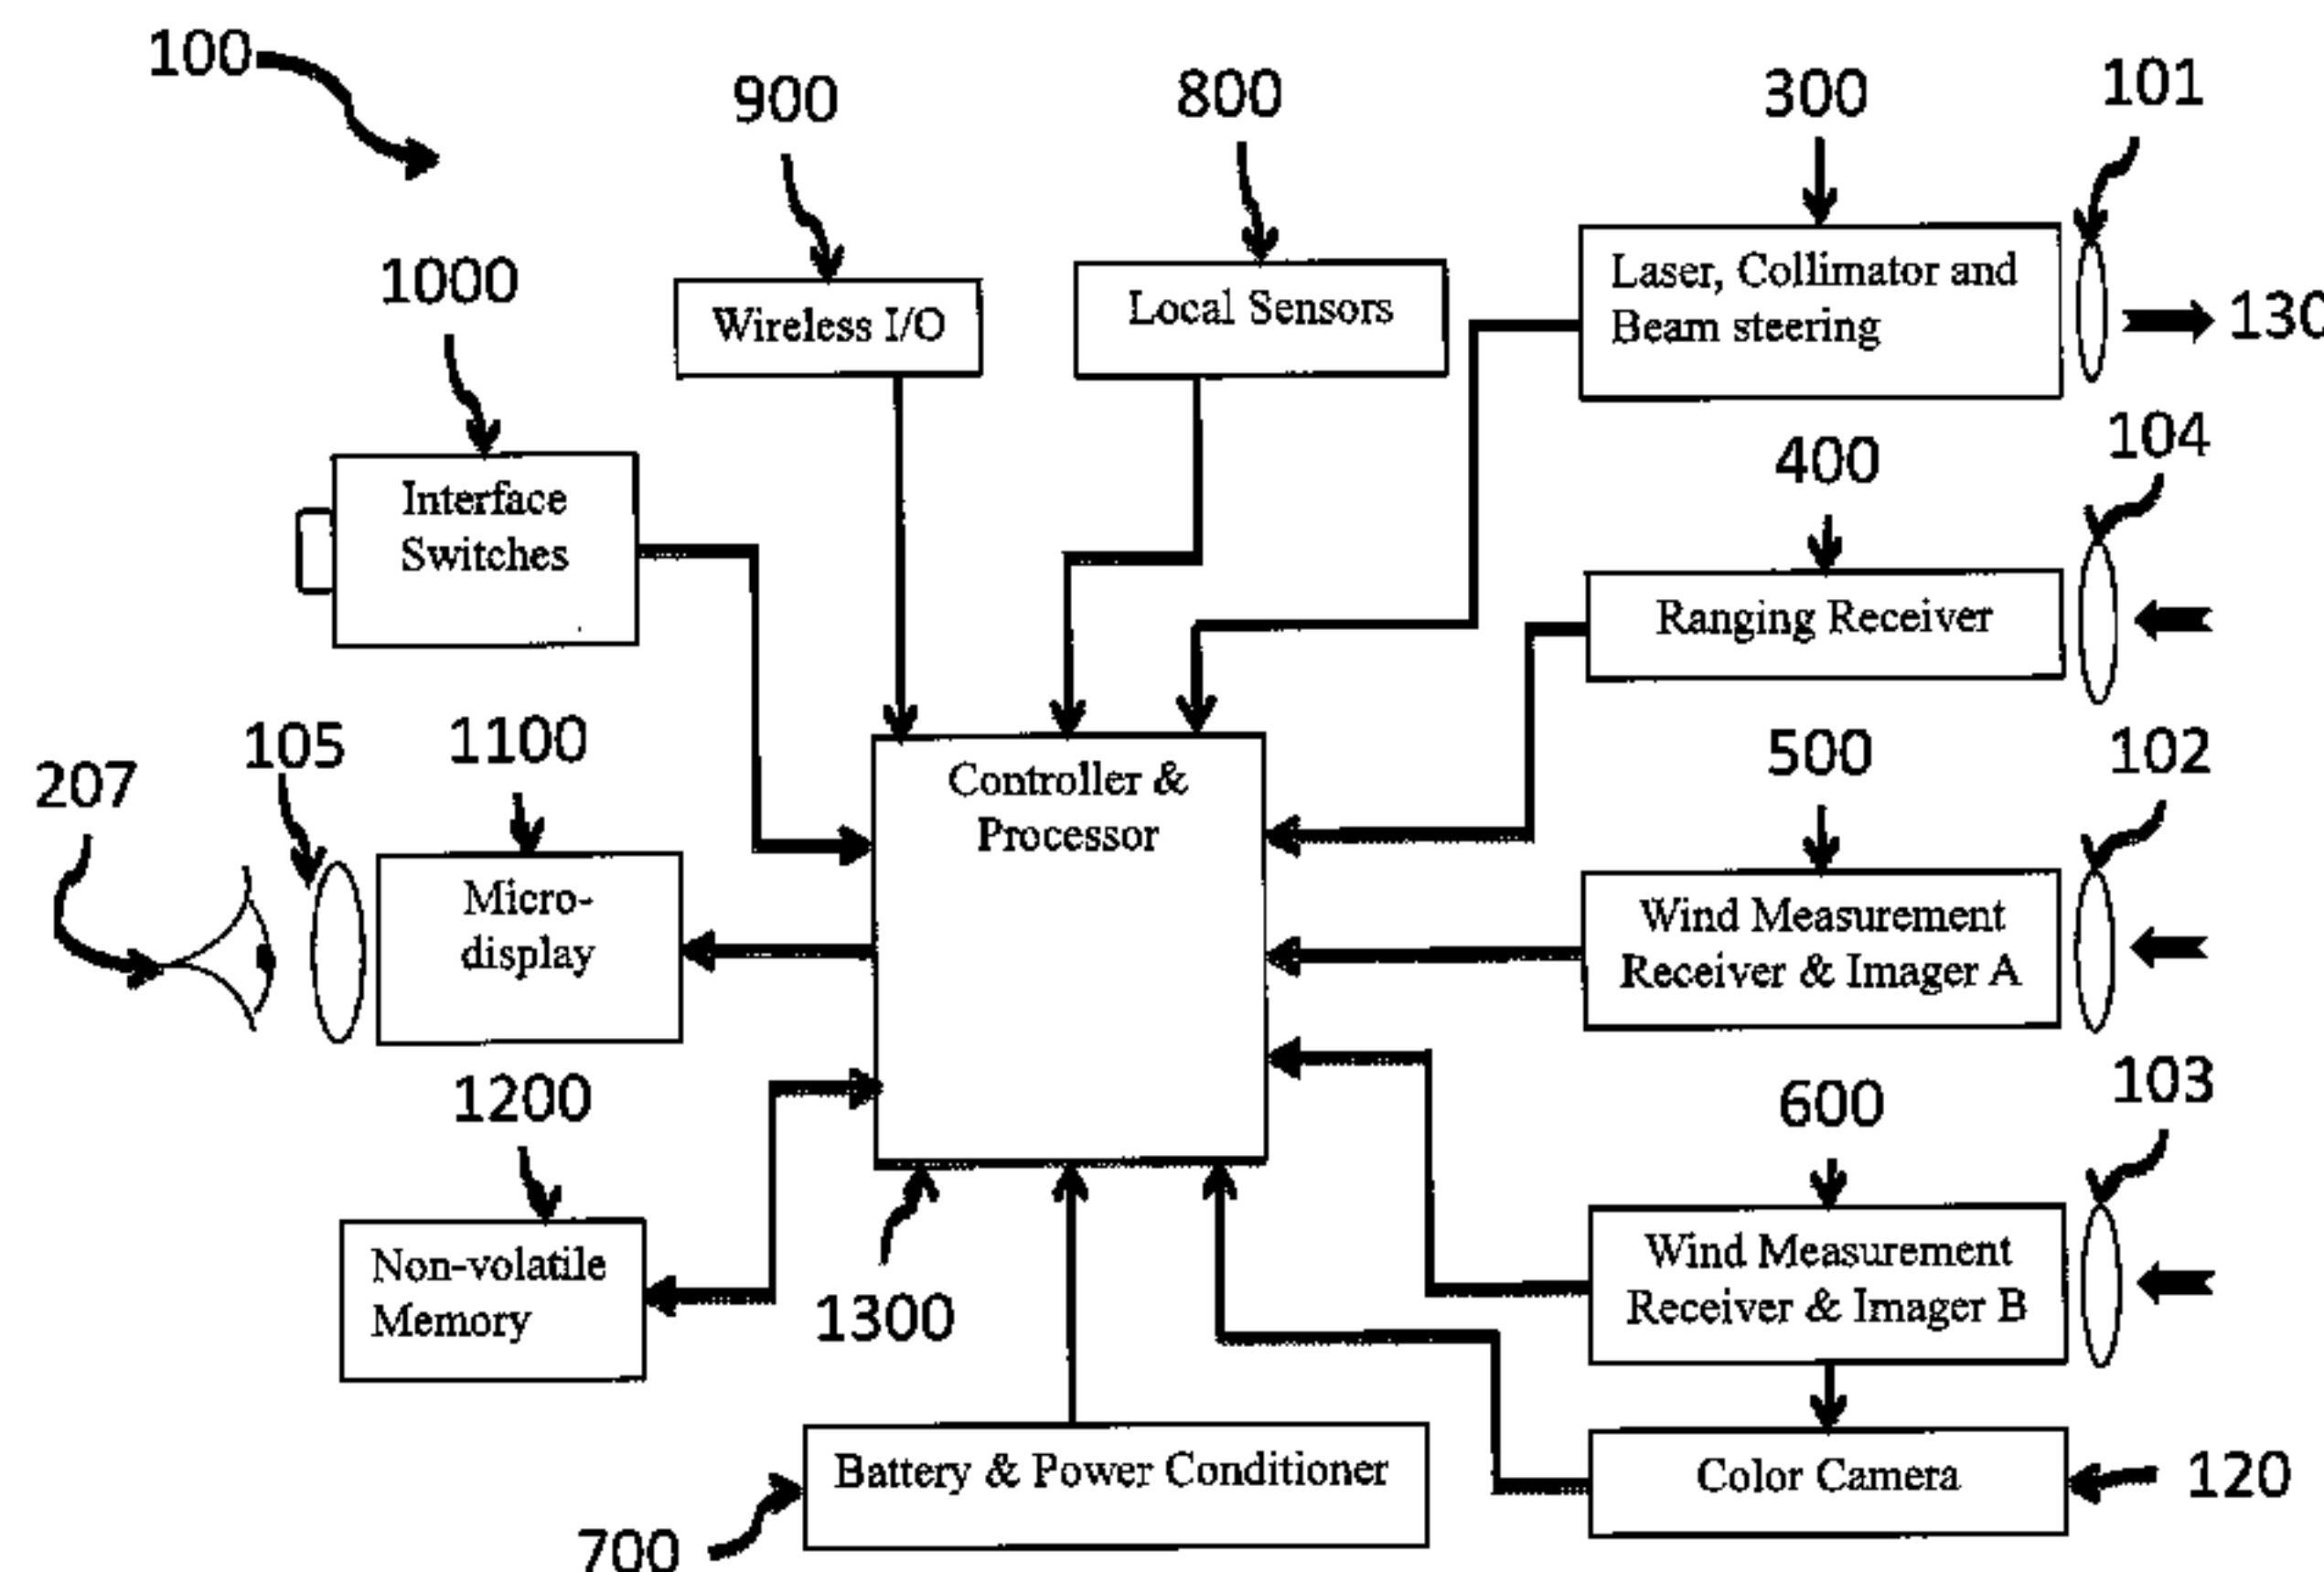 100
900
800
300
101
1000
Wireless I/O
Local Sensors
Laser, Collimator and
Beam steering
130
Interface
Switches
400
104
Ranging Receiver
207
105
1100
Micro-
display
Controller &
Processor
500
102
Wind Measurement
Receiver & Imager A
1200
Non-volatile
Memory
1300
600
103
Wind Measurement
Receiver & Imager B
700
Battery & Power Conditioner
Color Camera
120